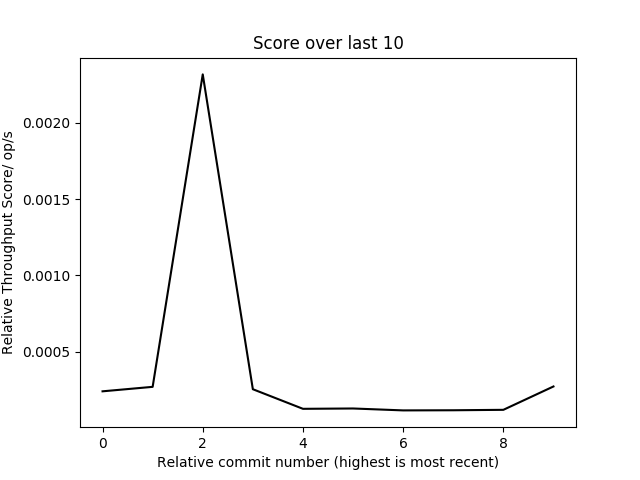 Score over last 10
Relative Throughput Score/ op/s
0.0020
0.0015
0.0010
0.0005
0 2 4 6 8
Relative commit number (highest is most recent)